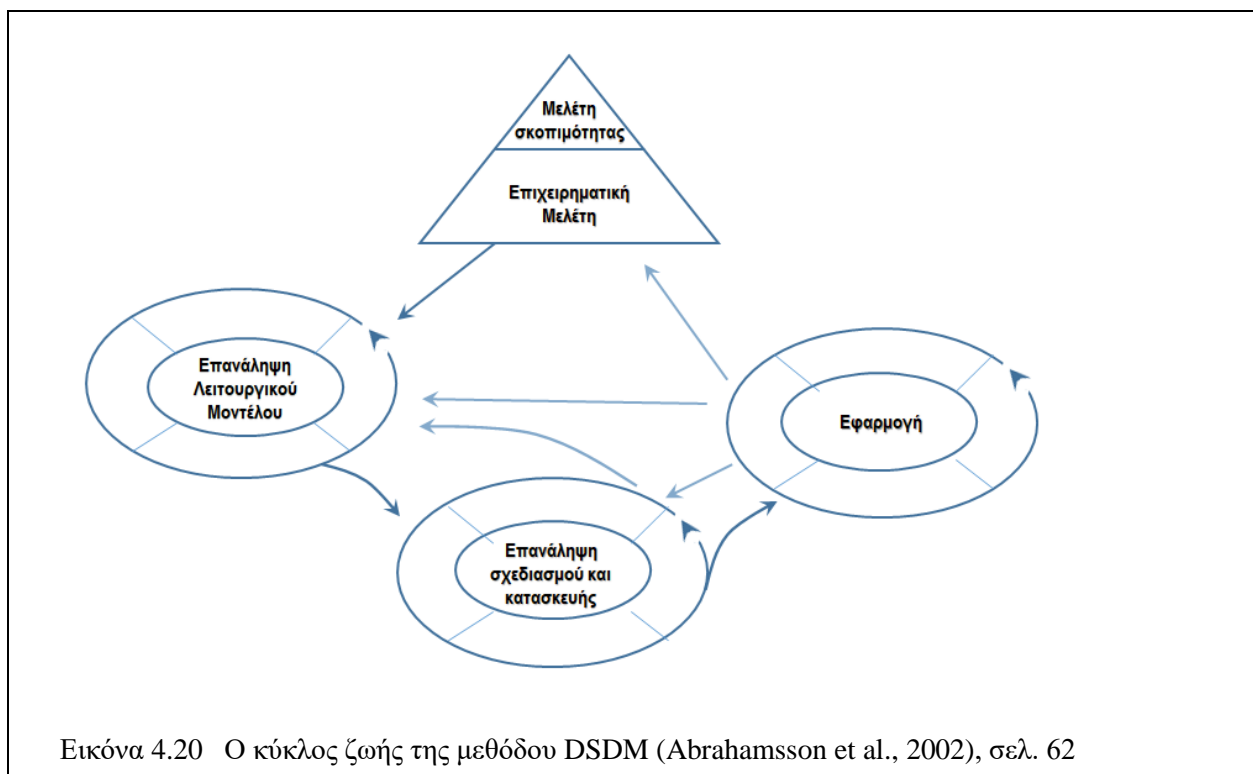 Μελέτη
σκοπιμότητας
Επιχειρηματική
Μελέτη
Επανάληψη
Λειτουργικού
Μοντέλου
Εφαρμογή
Επανάληψη
σχεδιασμού και
κατασκευής
Εικόνα 4.20 Ο κύκλος ζωής της μεθόδου DSDM (Abrahamsson et al., 2002), σελ. 62